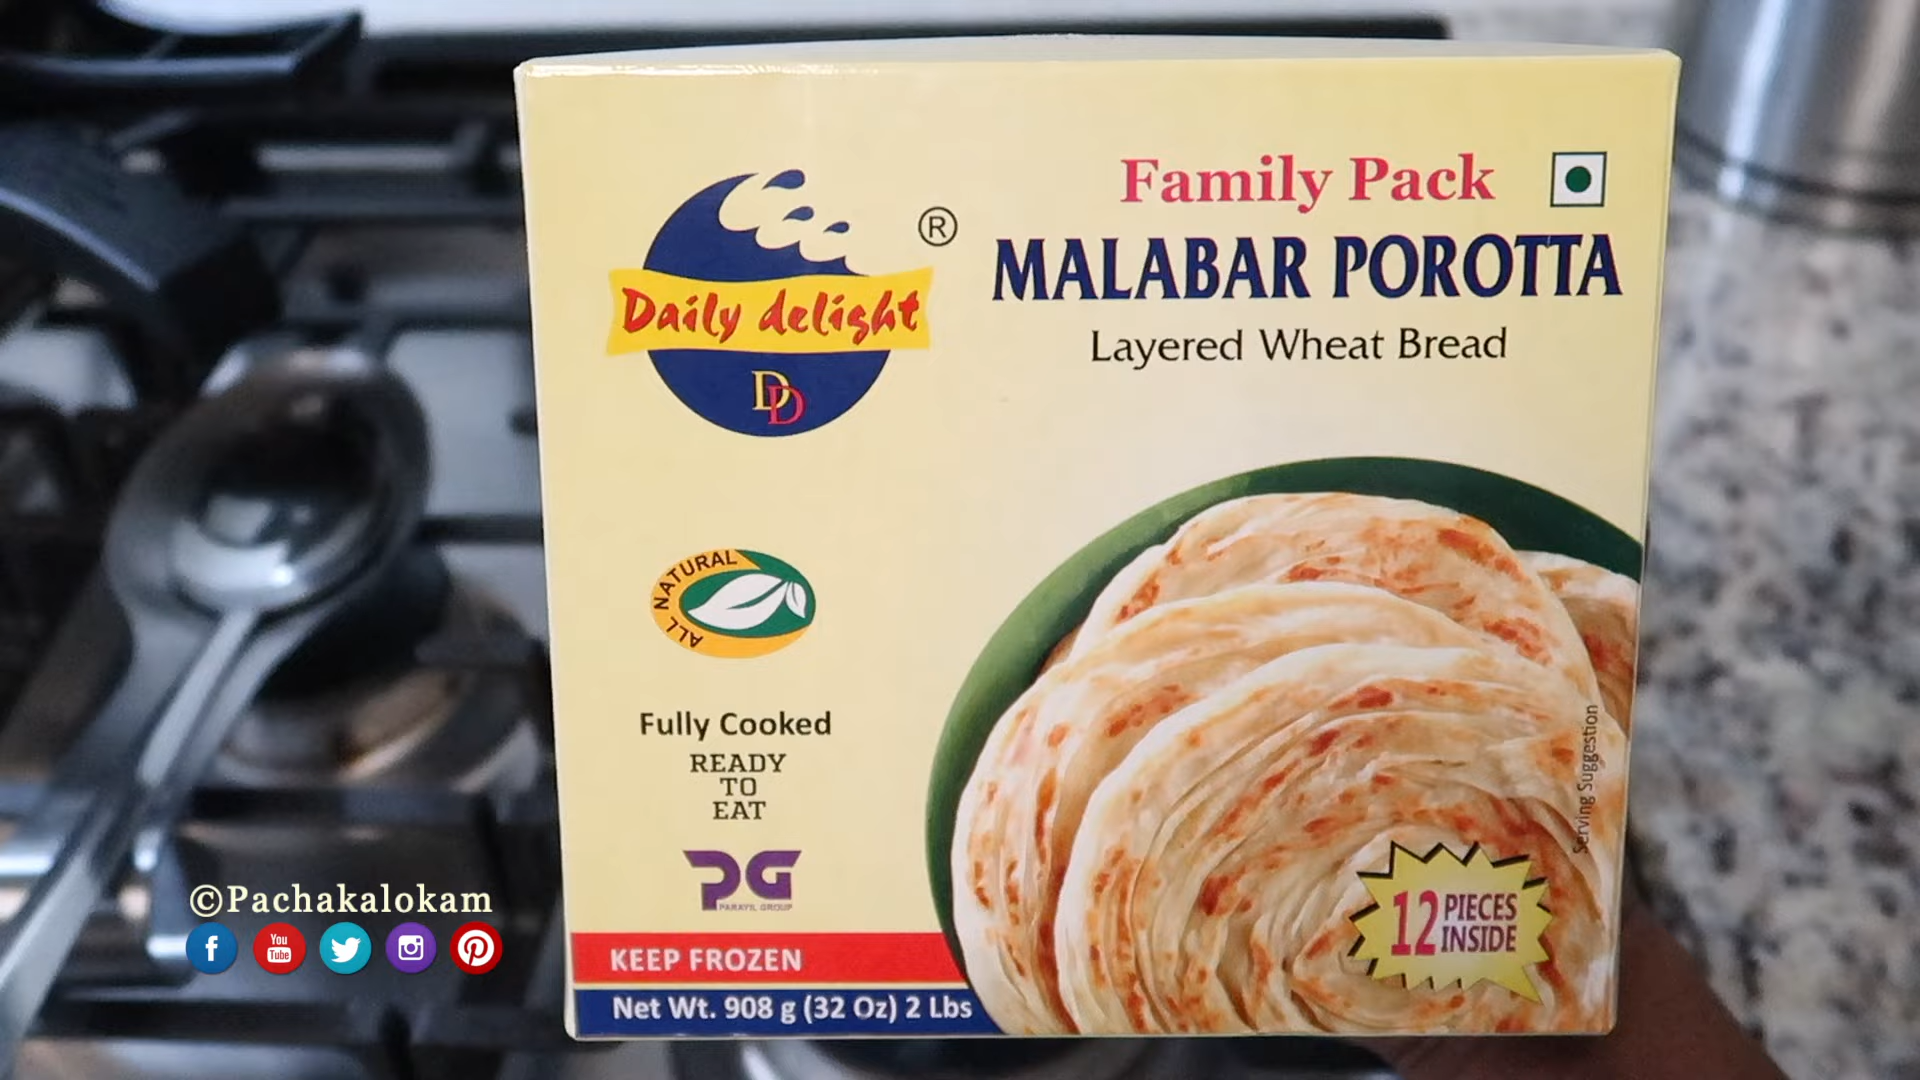 Family Pack
MALABAR POROTTA
Layered Wheat Bread
®
Daily delight
DD
ALL NATURAL
Fully Cooked
READY
TO
EAT
PG
PARAYIL GROUP
Serving Suggestion
12 PIECES
INSIDE
KEEP FROZEN
Net Wt. 908 g (32 Oz) 2 Lbs
©Pachakalokam
f
You
Tube